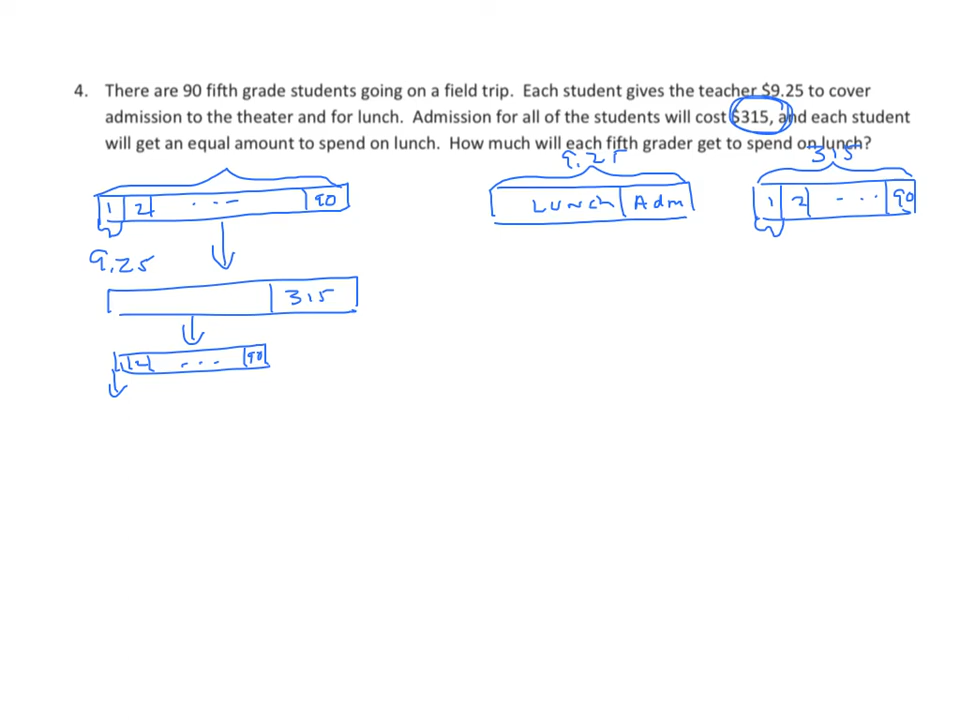 4. There are 90 fifth grade students going on a field trip. Each student gives the teacher $9.25 to cover
admission to the theater and for lunch. Admission for all of the students will cost $315, and each student
will get an equal amount to spend on lunch. How much will each fifth grader get to spend on lunch?
9.25 315
1 2 ... 90 Lunch Adm 1 2 ... 90
9.25
315
1 2 ... 90